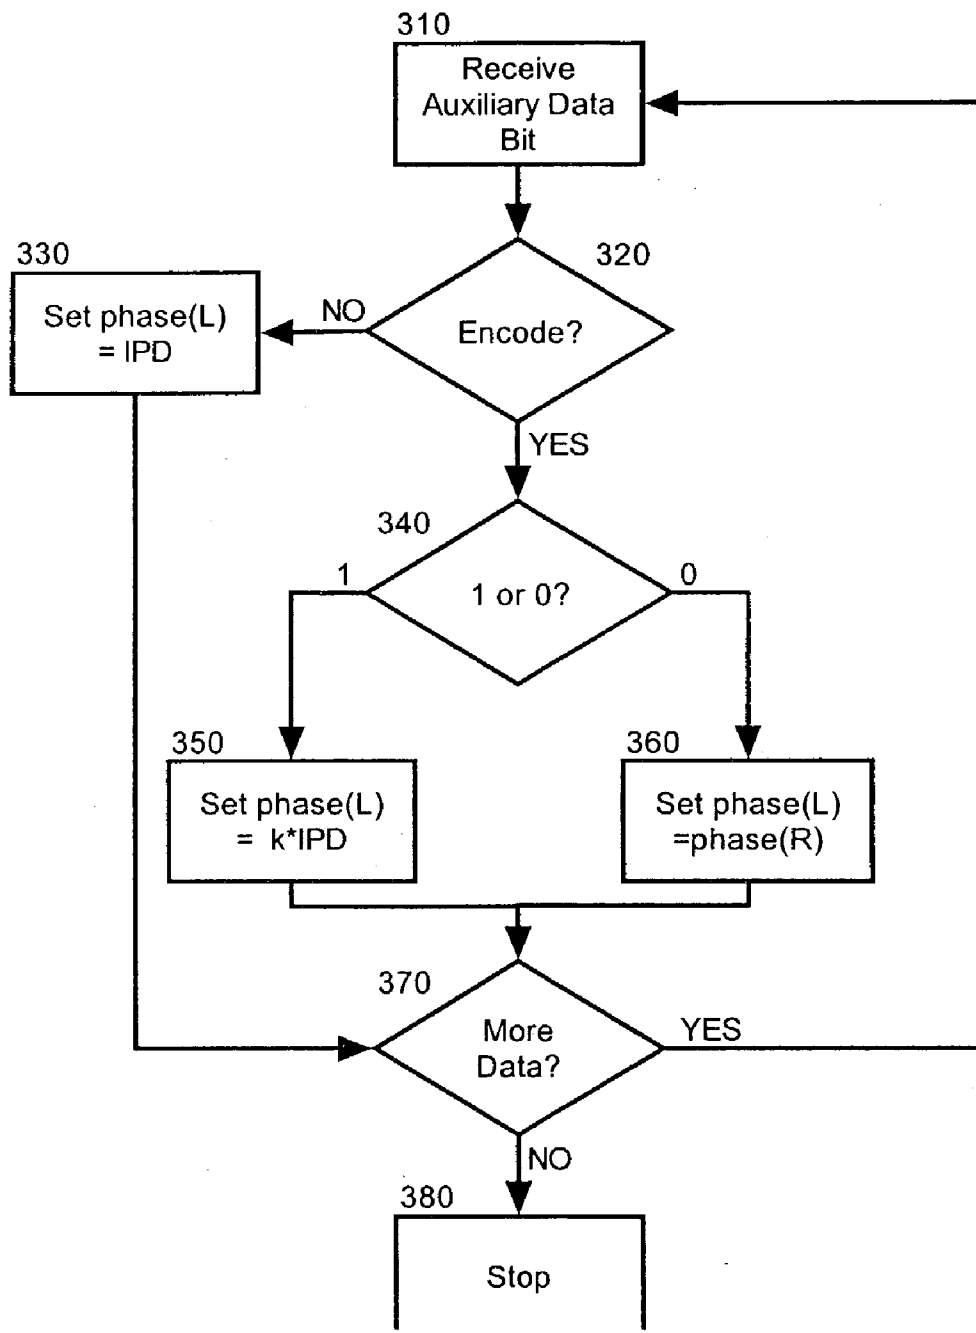 310
Receive
Auxiliary Data
Bit
320
Encode?
NO
330
Set phase(L)
= IPD
YES
340
1 or 0?
1
0
350
Set phase(L)
= k*IPD
360
Set phase(L)
=phase(R)
370
More
Data?
YES
NO
380
Stop